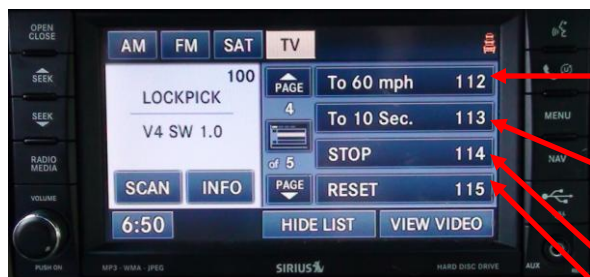 OPEN
CLOSE
SEEK
SEEK
RADIO
MEDIA
VOLUME
PUSH ON
AM FM SAT TV
100
LOCKPICK
V4 SW 1.0
SCAN INFO
PAGE
4
of 5
PAGE
To 60 mph 112
To 10 Sec. 113
STOP 114
RESET 115
6:50 HIDE LIST VIEW VIDEO
MP3 - WMA - JPEG SIRIUS HARD DISC DRIVE AUX
MENU
NAV